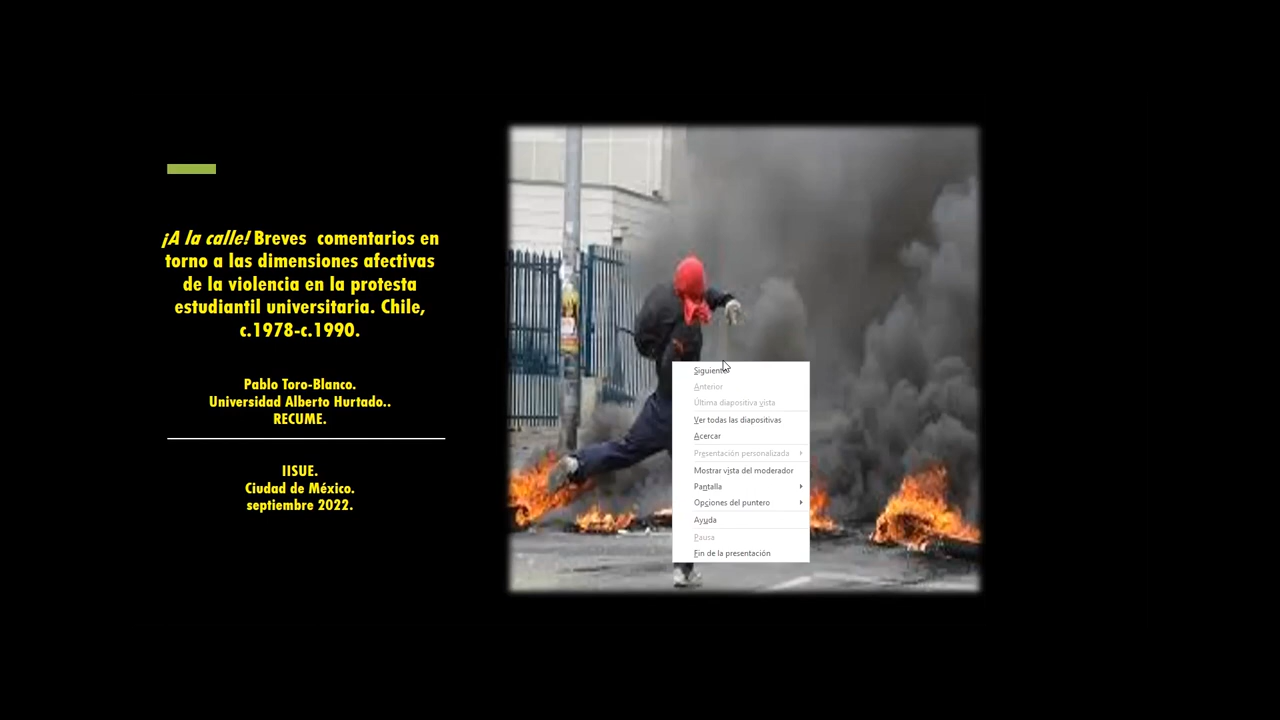 ¡A la calle! Breves comentarios en
torno a las dimensiones afectivas
de la violencia en la protesta
estudiantil universitaria. Chile,
c.1978-c.1990.
Pablo Toro-Blanco.
Universidad Alberto Hurtado..
RECUME.
IISUE.
Ciudad de México.
septiembre 2022.
Siguiente
Anterior
Última diapositiva vista
Ver todas las diapositivas
Acercar
Presentación personalizada
Mostrar vista del moderador
Pantalla
Opciones del puntero
Ayuda
Pausa
Fin de la presentación